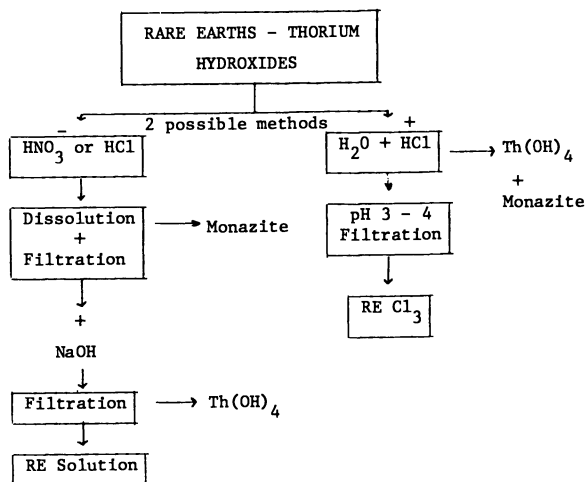 RARE EARTHS - THORIUM
HYDROXIDES
2 possible methods
-
HNO3 or HCl
Dissolution
+
Filtration
Monazite
+
NaOH
Filtration
Th(OH)4
RE Solution
+
H2O + HCl
Th(OH)4
+
Monazite
pH 3 - 4
Filtration
RE Cl3